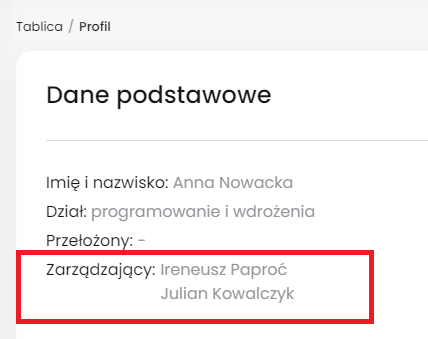 Tablica / Profil
Dane podstawowe
Imię i nazwisko: Anna Nowacka
Dział: programowanie i wdrożenia
Przełożony: -
Zarządzający: Ireneusz Paproć
Julian Kowalczyk